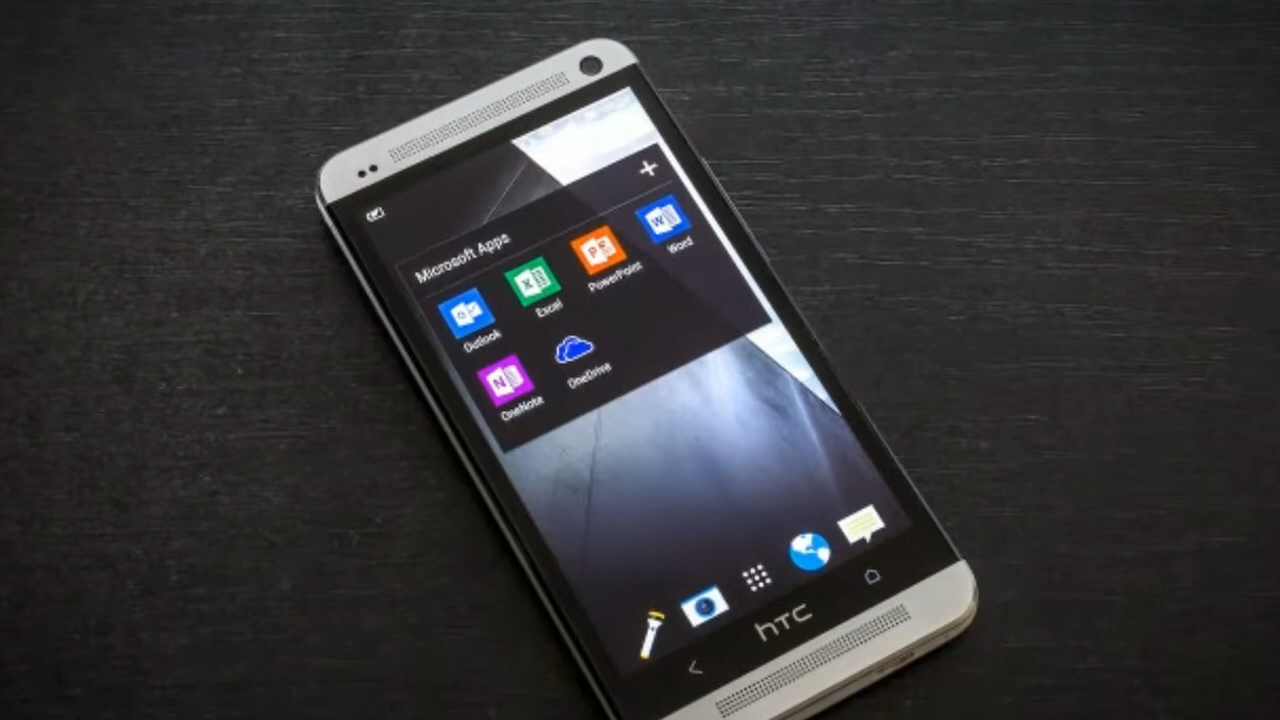 Microsoft Apps
Outlook
Excel
PowerPoint
Word
OneNote
OneDrive
hTC